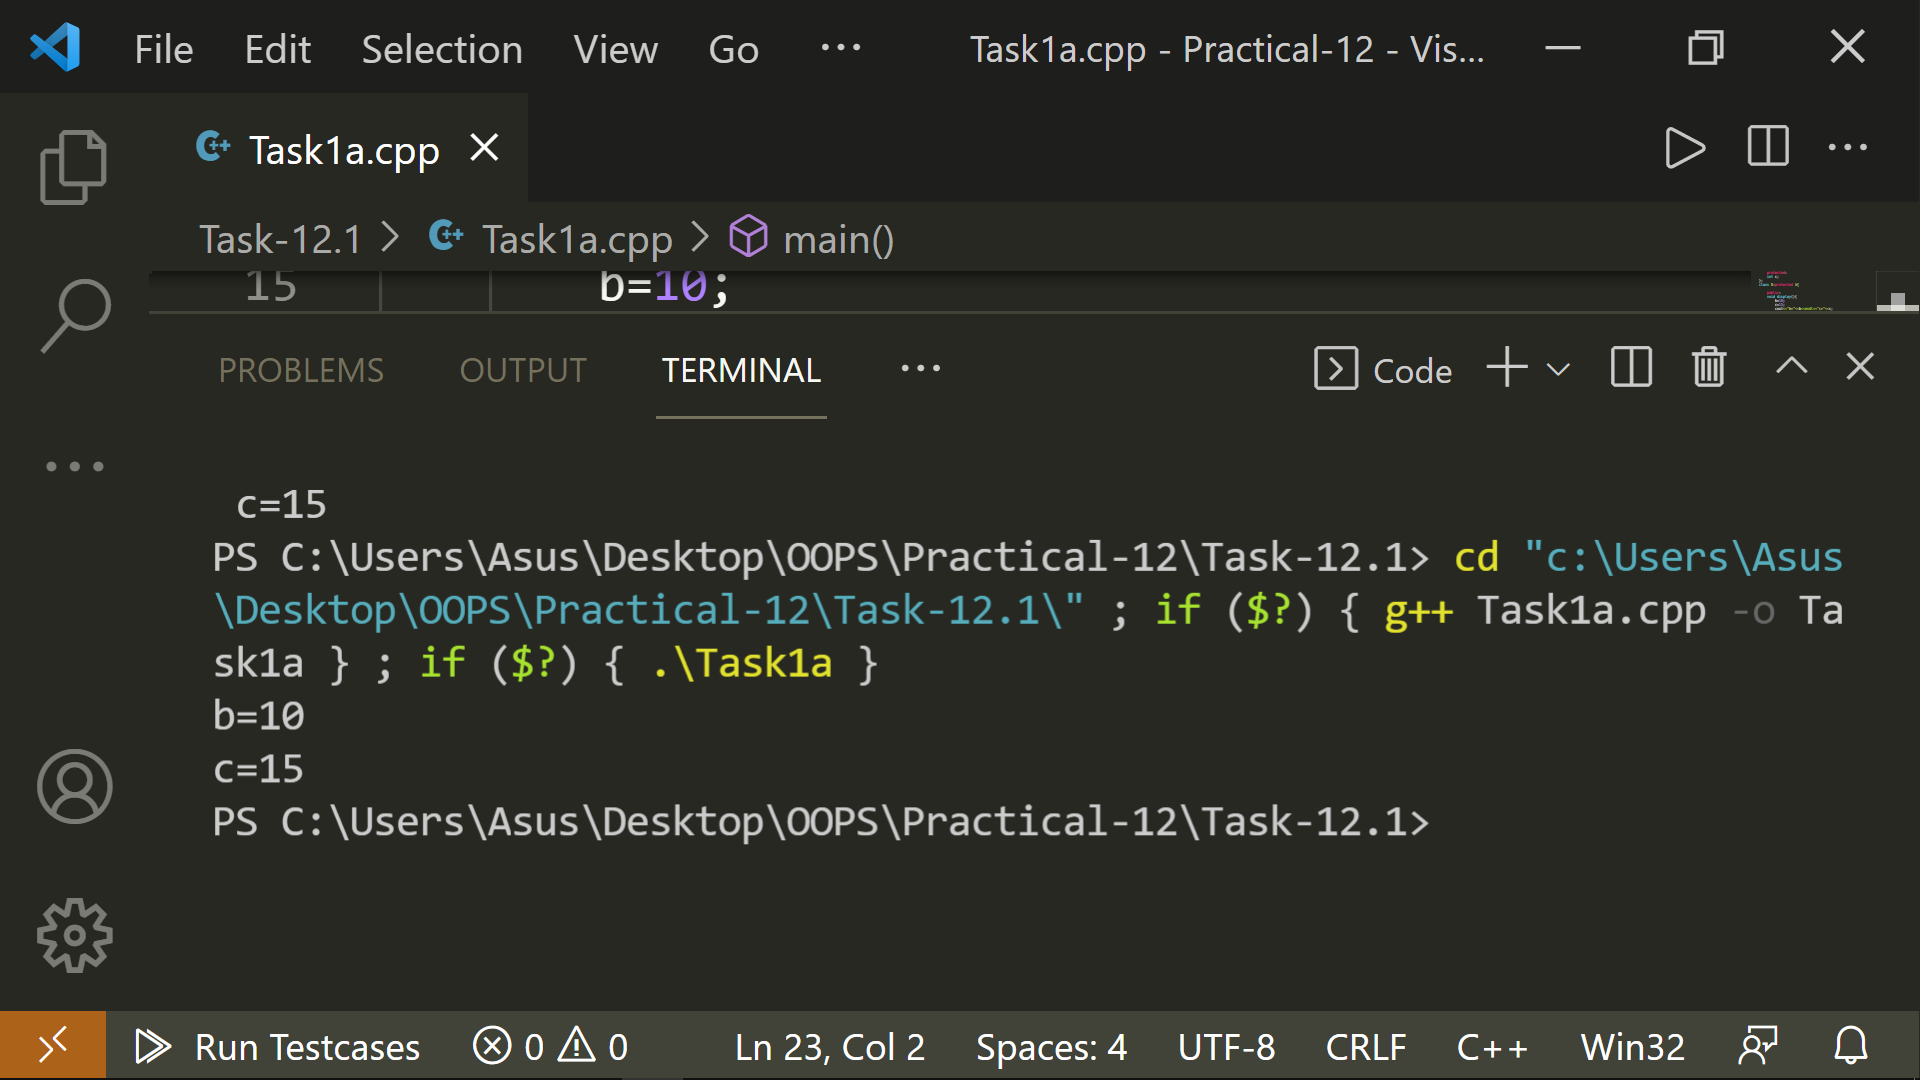 File Edit Selection View Go ... Task1a.cpp - Practical-12 - Vis...
Task1a.cpp
Task-12.1 > Task1a.cpp > main()
15 b=10;
PROBLEMS OUTPUT TERMINAL ... Code
c=15
PS C:\Users\Asus\Desktop\OOPS\Practical-12\Task-12.1> cd "c:\Users\Asus
\Desktop\OOPS\Practical-12\Task-12.1\" ; if ($?) { g++ Task1a.cpp -o Ta
sk1a } ; if ($?) { .\Task1a }
b=10
c=15
PS C:\Users\Asus\Desktop\OOPS\Practical-12\Task-12.1>
Run Testcases 0 0 Ln 23, Col 2 Spaces: 4 UTF-8 CRLF C++ Win32